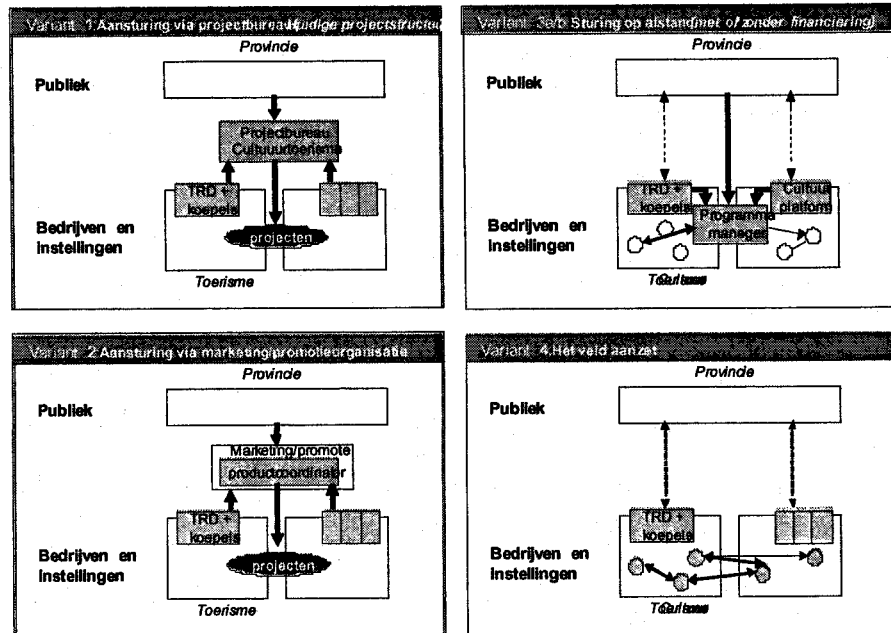 Variant 1. Aansturing via projectbureau (Huidige projectstructuur
Provincie
Publiek
Projectbureau
Cultuurtoerisme
TRD +
koepels
Bedrijven en
instellingen
projecten
Toerisme
Variant 3a/b Sturing op afstand (met of zonder financiering)
Provincie
Publiek
TRD +
koepels
Cultuur
platform
Programma
manager
Bedrijven en
instellingen
Variant 2. Aansturing via marketing/promotieorganisatie
Provincie
Publiek
Marketing/promote
productcoordinator
TRD +
koepels
Bedrijven en
instellingen
projecten
Toerisme
Variant 4. Het veld aan zet
Provincie
Publiek
TRD +
koepels
Bedrijven en
instellingen